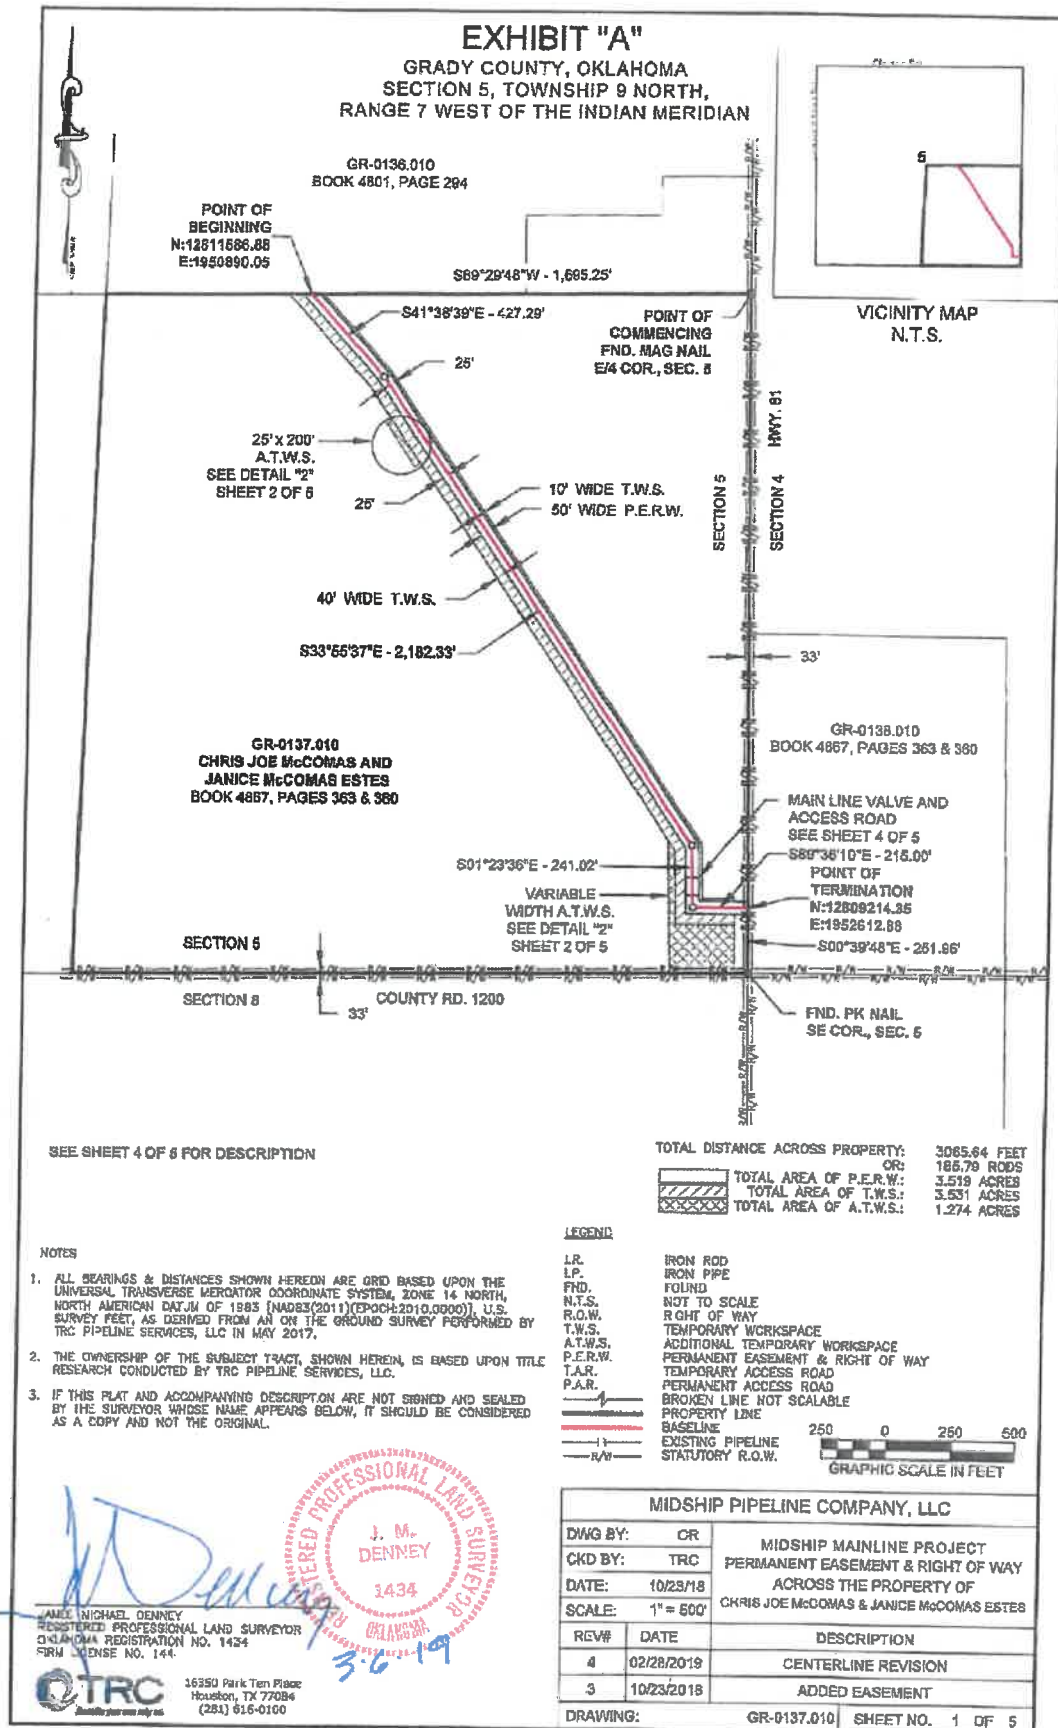 EXHIBIT "A"
GRADY COUNTY, OKLAHOMA
SECTION 5, TOWNSHIP 9 NORTH,
RANGE 7 WEST OF THE INDIAN MERIDIAN
GR-0136.010
BOOK 4801, PAGE 294
POINT OF
BEGINNING
N:12811586.88
E:1950890.05
S89°29'48"W - 1,695.25'
S41°38'39"E - 427.29'
25'
POINT OF
COMMENCING
FND. MAG NAIL
E/4 COR., SEC. 5
5
VICINITY MAP
N.T.S.
25' x 200'
A.T.W.S.
SEE DETAIL "2"
SHEET 2 OF 5
25'
10' WIDE T.W.S.
50' WIDE P.E.R.W.
SECTION 5
SECTION 4
HWY. 81
40' WIDE T.W.S.
S33°55'37"E - 2,182.33'
33'
GR-0137.010
CHRIS JOE McCOMAS AND
JANICE McCOMAS ESTES
BOOK 4867, PAGES 363 & 360
GR-0138.010
BOOK 4867, PAGES 363 & 360
MAIN LINE VALVE AND
ACCESS ROAD
SEE SHEET 4 OF 5
S01°23'36"E - 241.02'
S89°36'10"E - 215.00'
POINT OF
TERMINATION
N:12809214.35
E:1952612.88
VARIABLE
WIDTH A.T.W.S.
SEE DETAIL "2"
SHEET 2 OF 5
S00°39'48"E - 251.86'
SECTION 5
SECTION 8
COUNTY RD. 1200
33'
FND. PK NAIL
SE COR., SEC. 5
SEE SHEET 4 OF 5 FOR DESCRIPTION
TOTAL DISTANCE ACROSS PROPERTY: 3065.64 FEET
OR: 185.79 RODS
TOTAL AREA OF P.E.R.W.: 3.519 ACRES
TOTAL AREA OF T.W.S.: 3.531 ACRES
TOTAL AREA OF A.T.W.S.: 1.274 ACRES
NOTES
1. ALL BEARINGS & DISTANCES SHOWN HEREON ARE GRID BASED UPON THE
UNIVERSAL TRANSVERSE MERCATOR COORDINATE SYSTEM, ZONE 14 NORTH,
NORTH AMERICAN DATUM OF 1983 [NAD83(2011)(EPOCH:2010.0000)], U.S.
SURVEY FEET, AS DERIVED FROM AN ON THE GROUND SURVEY PERFORMED BY
TRC PIPELINE SERVICES, LLC IN MAY 2017.
2. THE OWNERSHIP OF THE SUBJECT TRACT, SHOWN HEREIN, IS BASED UPON TITLE
RESEARCH CONDUCTED BY TRC PIPELINE SERVICES, LLC.
3. IF THIS PLAT AND ACCOMPANYING DESCRIPTION ARE NOT SIGNED AND SEALED
BY THE SURVEYOR WHOSE NAME APPEARS BELOW, IT SHOULD BE CONSIDERED
AS A COPY AND NOT THE ORIGINAL.
LEGEND
I.R. IRON ROD
I.P. IRON PIPE
FND. FOUND
N.T.S. NOT TO SCALE
R.O.W. RIGHT OF WAY
T.W.S. TEMPORARY WORKSPACE
A.T.W.S. ADDITIONAL TEMPORARY WORKSPACE
P.E.R.W. PERMANENT EASEMENT & RIGHT OF WAY
T.A.R. TEMPORARY ACCESS ROAD
P.A.R. PERMANENT ACCESS ROAD
BROKEN LINE NOT SCALABLE
PROPERTY LINE
BASELINE
EXISTING PIPELINE
R/W STATUTORY R.O.W.
250 0 250 500
GRAPHIC SCALE IN FEET
REGISTERED PROFESSIONAL LAND SURVEYOR
J. M.
DENNEY
1434
OKLAHOMA
3-6-19
JAMES MICHAEL DENNEY
REGISTERED PROFESSIONAL LAND SURVEYOR
OKLAHOMA REGISTRATION NO. 1434
FIRM LICENSE NO. 144
TRC
16350 Park Ten Place
Houston, TX 77084
(281) 616-0100
MIDSHIP PIPELINE COMPANY, LLC
DWG BY: CR
CKD BY: TRC
DATE: 10/23/18
SCALE: 1" = 500'
MIDSHIP MAINLINE PROJECT
PERMANENT EASEMENT & RIGHT OF WAY
ACROSS THE PROPERTY OF
CHRIS JOE McCOMAS & JANICE McCOMAS ESTES
REV# DATE DESCRIPTION
4 02/28/2019 CENTERLINE REVISION
3 10/23/2018 ADDED EASEMENT
DRAWING: GR-0137.010 SHEET NO. 1 OF 5